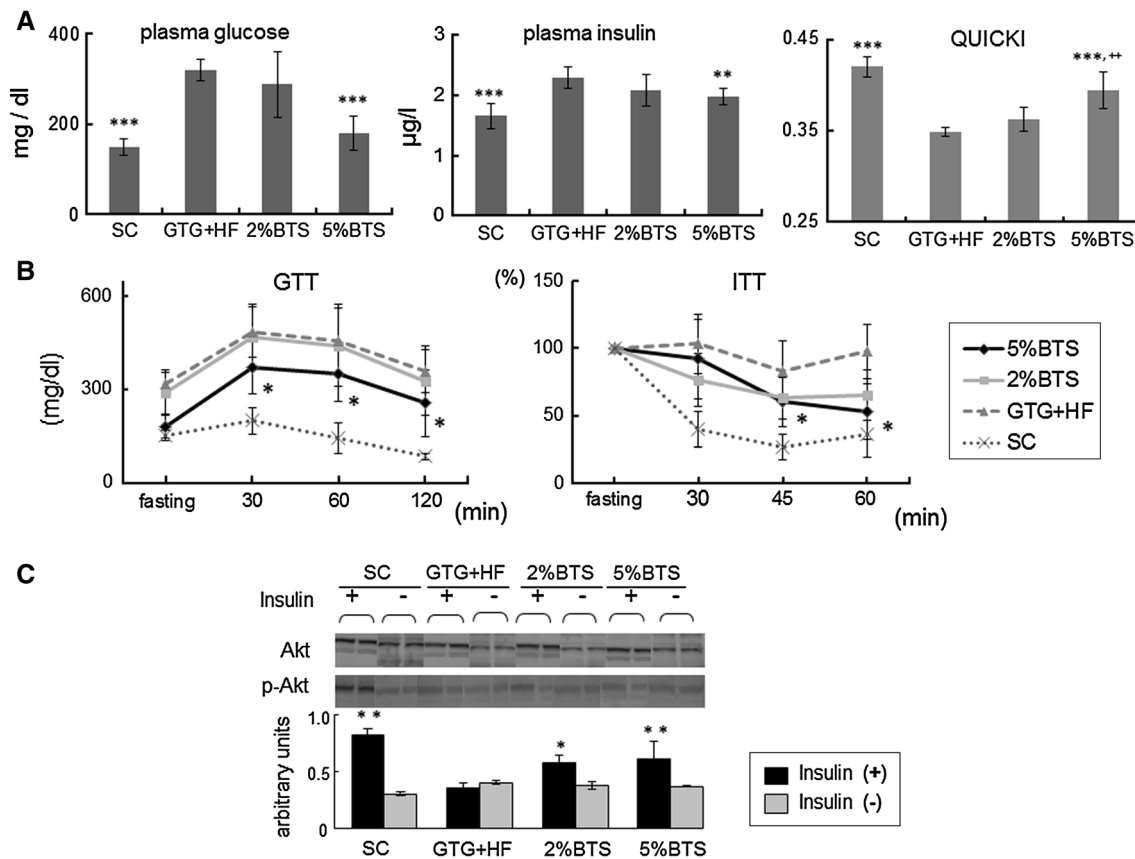 A
plasma glucose
mg / dl
400
200
0
***
***
SC GTG+HF 2%BTS 5%BTS
plasma insulin
µg/l
3
2
1
0
***
**
SC GTG+HF 2%BTS 5%BTS
QUICKI
0.45
0.35
0.25
***
***, ++
SC GTG+HF 2%BTS 5%BTS
B
GTT
(mg/dl)
600
300
0
*
*
*
fasting 30 60 120
(min)
ITT
(%)
150
100
50
0
*
*
fasting 30 45 60
(min)
5%BTS
2%BTS
GTG+HF
SC
C
SC GTG+HF 2%BTS 5%BTS
Insulin + - + - + - + -
Akt
p-Akt
arbitrary units
1.0
0.5
0
**
*
**
SC GTG+HF 2%BTS 5%BTS
Insulin (+)
Insulin (-)